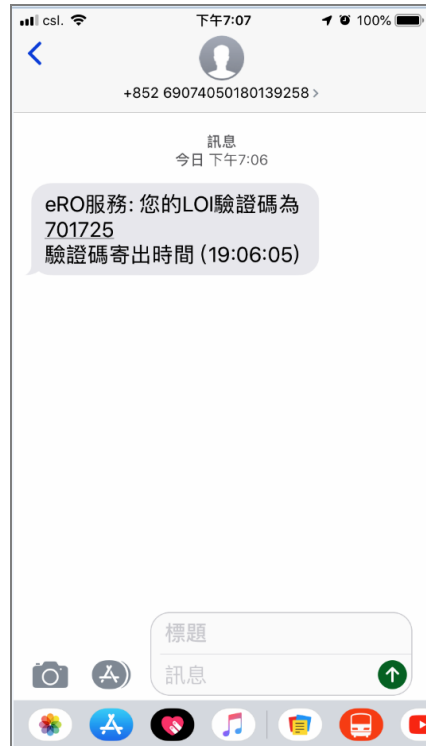 csl. 下午7:07 100%
+852 69074050180139258 >
訊息
今日 下午7:06
eRO服務: 您的LOI驗證碼為
701725
驗證碼寄出時間 (19:06:05)
標題
訊息